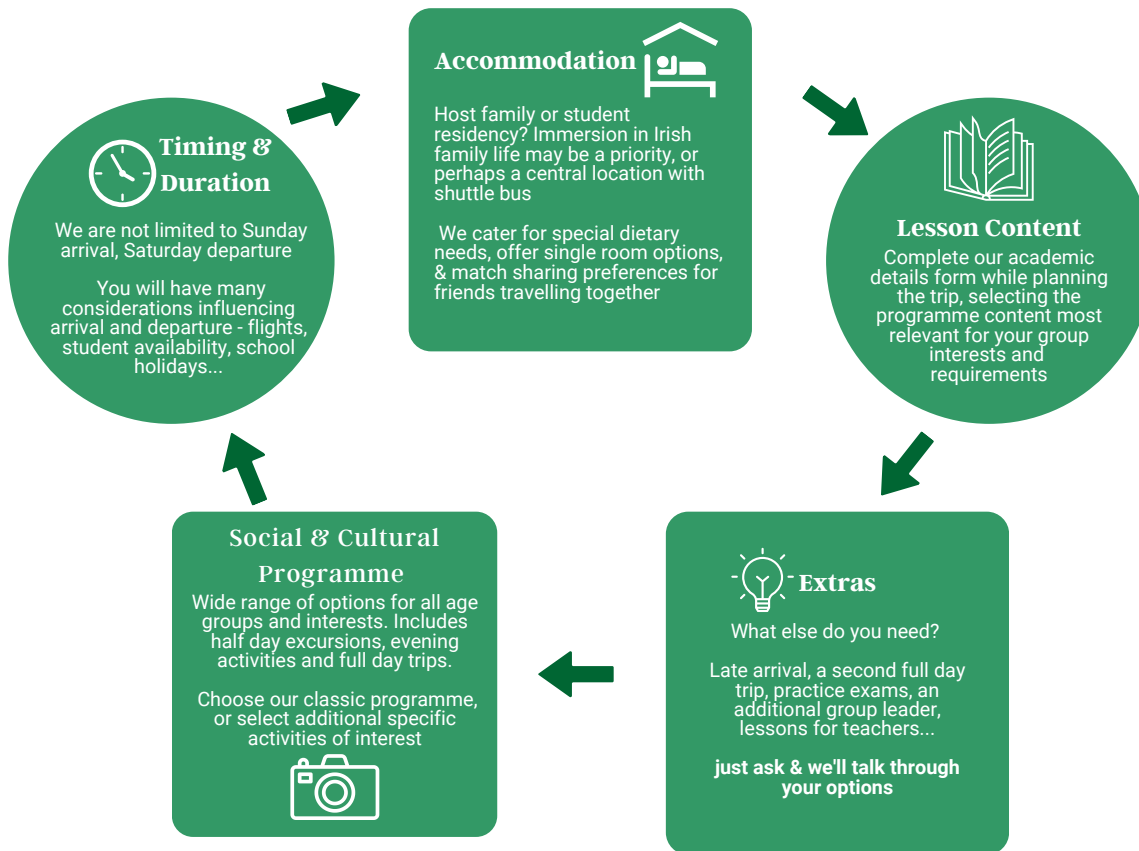 Accommodation
Host family or student
residency? Immersion in Irish
family life may be a priority, or
perhaps a central location with
shuttle bus
We cater for special dietary
needs, offer single room options,
& match sharing preferences for
friends travelling together
Timing &
Duration
We are not limited to Sunday
arrival, Saturday departure
You will have many
considerations influencing
arrival and departure - flights,
student availability, school
holidays...
Lesson Content
Complete our academic
details form while planning
the trip, selecting the
programme content most
relevant for your group
interests and
requirements
Social & Cultural
Programme
Wide range of options for all age
groups and interests. Includes
half day excursions, evening
activities and full day trips.
Choose our classic programme,
or select additional specific
activities of interest
Extras
What else do you need?
Late arrival, a second full day
trip, practice exams, an
additional group leader,
lessons for teachers...
just ask & we'll talk through
your options